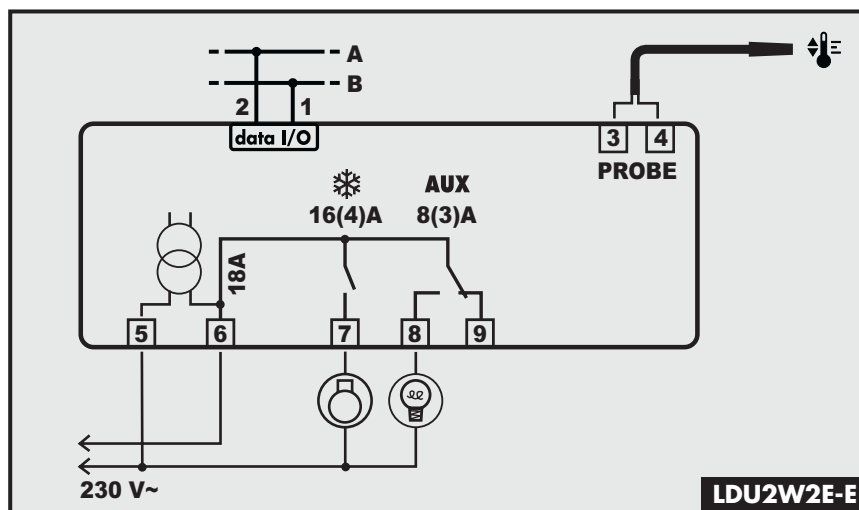 A
B
2 1
data I/O
3 4
PROBE
AUX
16(4)A 8(3)A
18A
5 6 7 8 9
230 V~
LDU2W2E-E